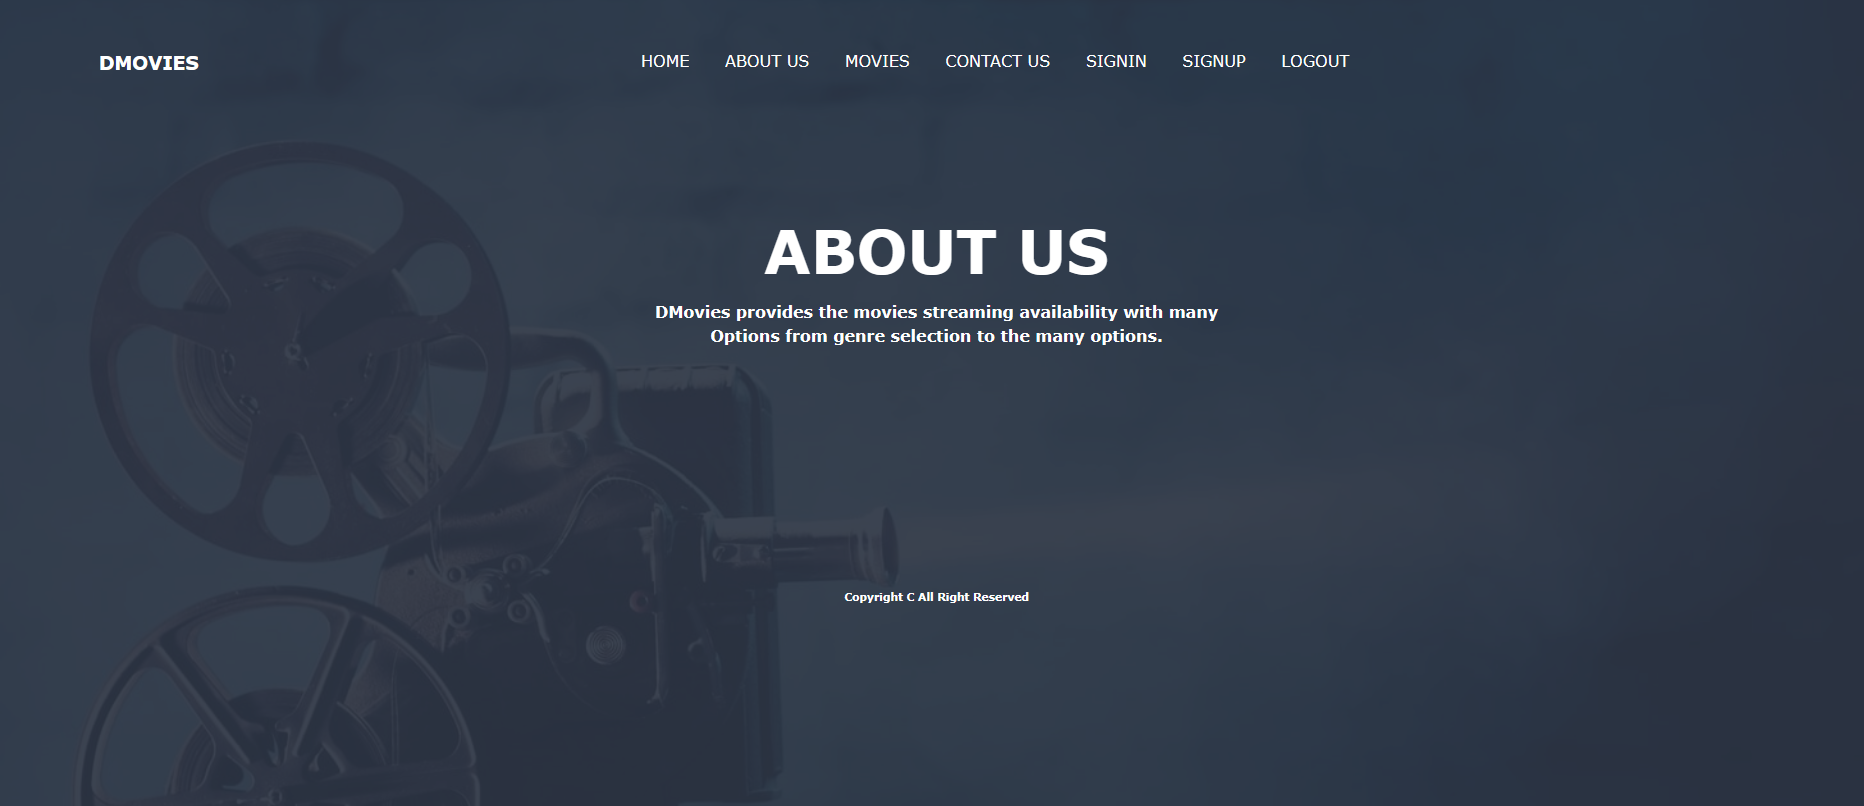 DMOVIES
HOME ABOUT US MOVIES CONTACT US SIGNIN SIGNUP LOGOUT
ABOUT US
DMovies provides the movies streaming availability with many
Options from genre selection to the many options.
Copyright C All Right Reserved